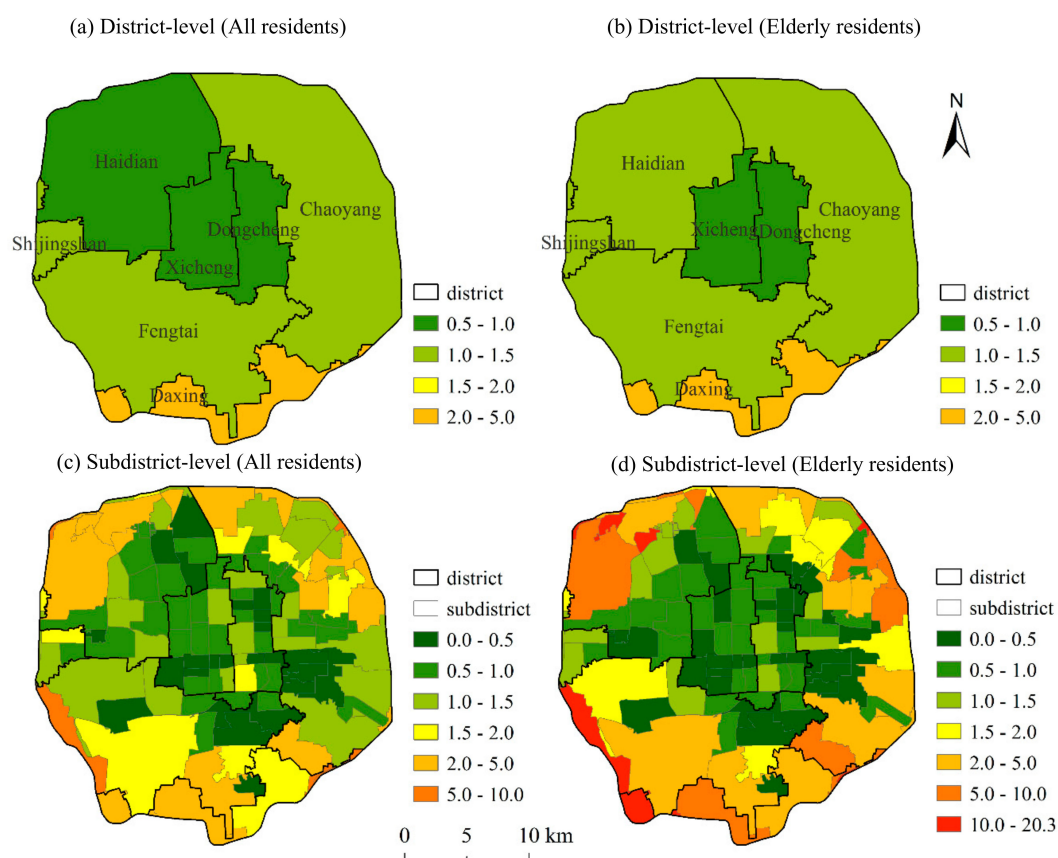 (a) District-level (All residents)
(b) District-level (Elderly residents)
N
Haidian
Chaoyang
Shijingshan
Dongcheng
Xicheng
Fengtai
Daxing
district
0.5 - 1.0
1.0 - 1.5
1.5 - 2.0
2.0 - 5.0
Haidian
Chaoyang
Shijingshan
Xicheng
Dongcheng
Fengtai
Daxing
district
0.5 - 1.0
1.0 - 1.5
1.5 - 2.0
2.0 - 5.0
(c) Subdistrict-level (All residents)
(d) Subdistrict-level (Elderly residents)
district
subdistrict
0.0 - 0.5
0.5 - 1.0
1.0 - 1.5
1.5 - 2.0
2.0 - 5.0
5.0 - 10.0
district
subdistrict
0.0 - 0.5
0.5 - 1.0
1.0 - 1.5
1.5 - 2.0
2.0 - 5.0
5.0 - 10.0
10.0 - 20.3
0 5 10 km